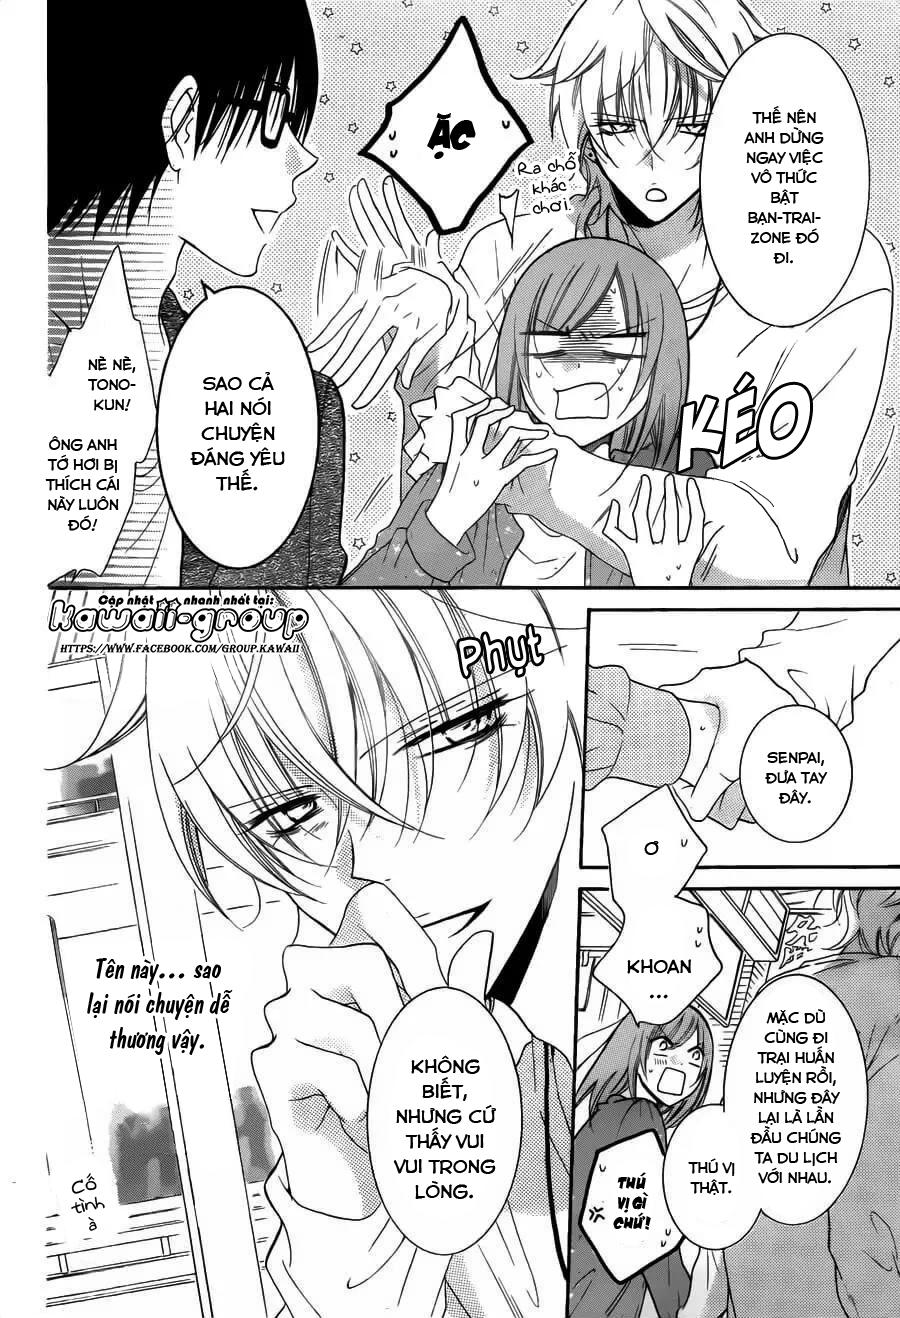 THẾ NÊN
ANH DỪNG
NGAY VIỆC
VÔ THỨC
BẬT
BẠN-TRAI-
ZONE ĐÓ
ĐI.
ẶC
Ra chỗ
khác
chơi.
KÉO
SAO CẢ
HAI NÓI
CHUYỆN
ĐÁNG YÊU
THẾ.
NÈ NÈ,
TONO-
KUN!
ÔNG ANH
TỚ HƠI BỊ
THÍCH CÁI
NÀY LUÔN
ĐÓ!
Cập nhật nhanh nhất tại:
kawaii-group
HTTPS://WWW.FACEBOOK.COM/GROUP.KAWAII
SENPAI,
ĐƯA TAY
ĐÂY.
Ơ
KHOAN
...
MẶC DÙ
CÙNG ĐI
TRẠI HUẤN
LUYỆN RỒI,
NHƯNG ĐÂY
LẠI LÀ LẦN
ĐẦU CHÚNG
TA DU LỊCH
VỚI NHAU.
THÚ VỊ
THẬT.
THÚ
VỊ GÌ
CHỨ!
Phụt
KHÔNG
BIẾT,
NHƯNG CỨ
THẤY VUI
VUI TRONG
LÒNG.
Tên này... sao
lại nói chuyện dễ
thương vậy.
Cố
tình
à